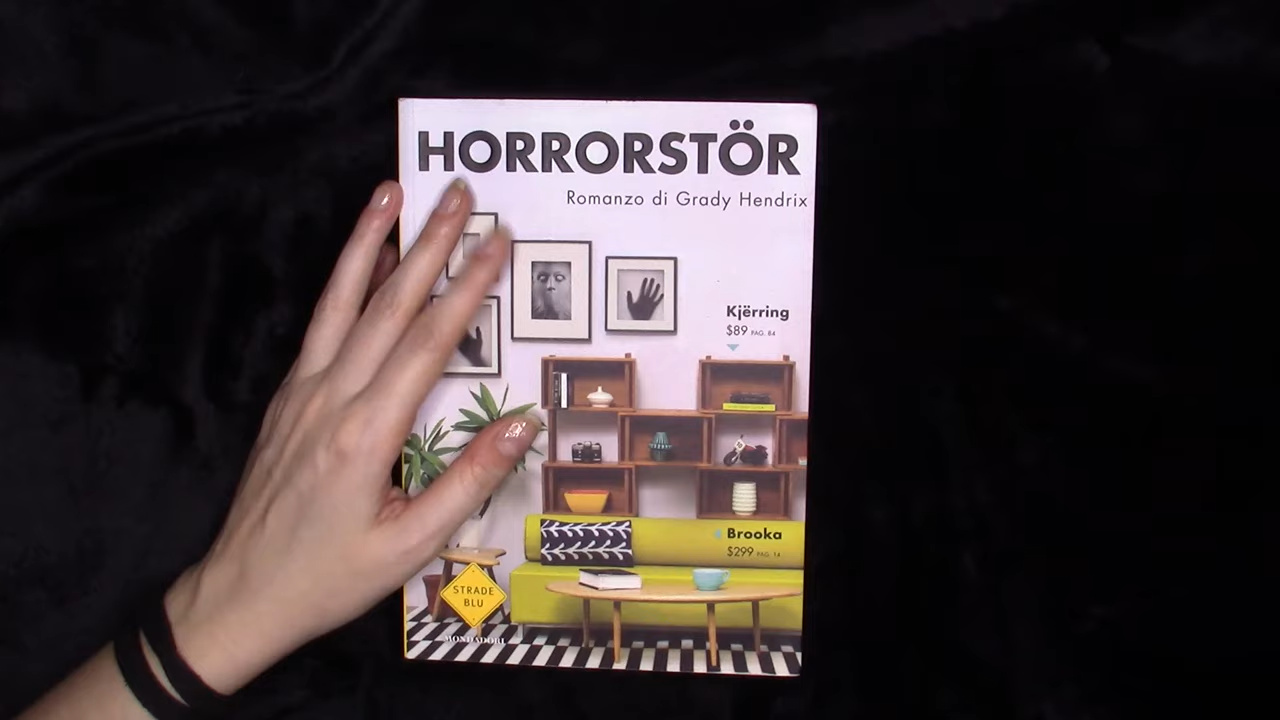 HORRORSTÖR
Romanzo di Grady Hendrix
Kjërring
$89 PAG. 84
Brooka
$299 PAG. 14
STRADE
BLU
MONDADORI